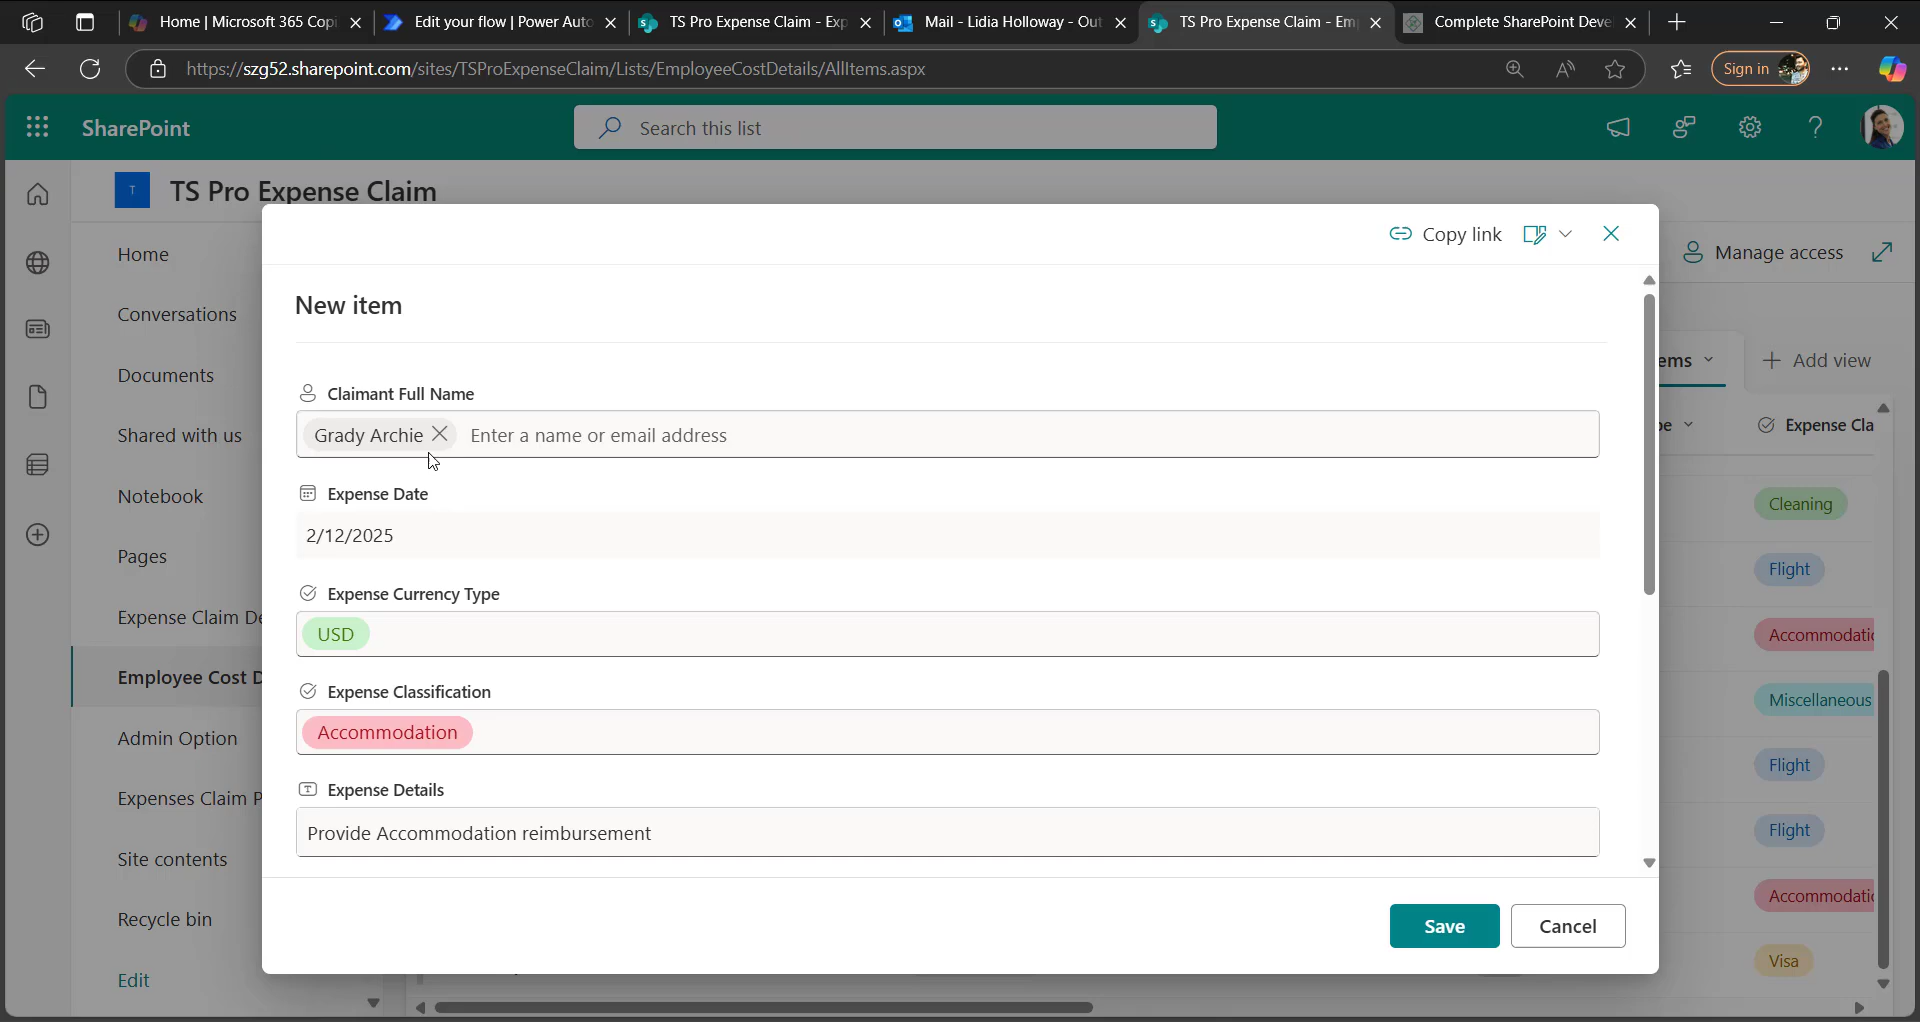 Home | Microsoft 365 Copi
Edit your flow | Power Auto
TS Pro Expense Claim - Exp
Mail - Lidia Holloway - Out
TS Pro Expense Claim - Em
Complete SharePoint Deve
https://szg52.sharepoint.com/sites/TSProExpenseClaim/Lists/EmployeeCostDetails/AllItems.aspx
Sign in
SharePoint
Search this list
T
TS Pro Expense Claim
Home
Conversations
Documents
Shared with us
Notebook
Pages
Expense Claim De
Employee Cost D
Admin Option
Expenses Claim P
Site contents
Recycle bin
Edit
Copy link
New item
Claimant Full Name
Grady Archie
Enter a name or email address
Expense Date
2/12/2025
Expense Currency Type
USD
Expense Classification
Accommodation
Expense Details
Provide Accommodation reimbursement
Save
Cancel
Manage access
ems
Add view
pe
Expense Cla
Cleaning
Flight
Accommodatio
Miscellaneous
Flight
Flight
Accommodatio
Visa